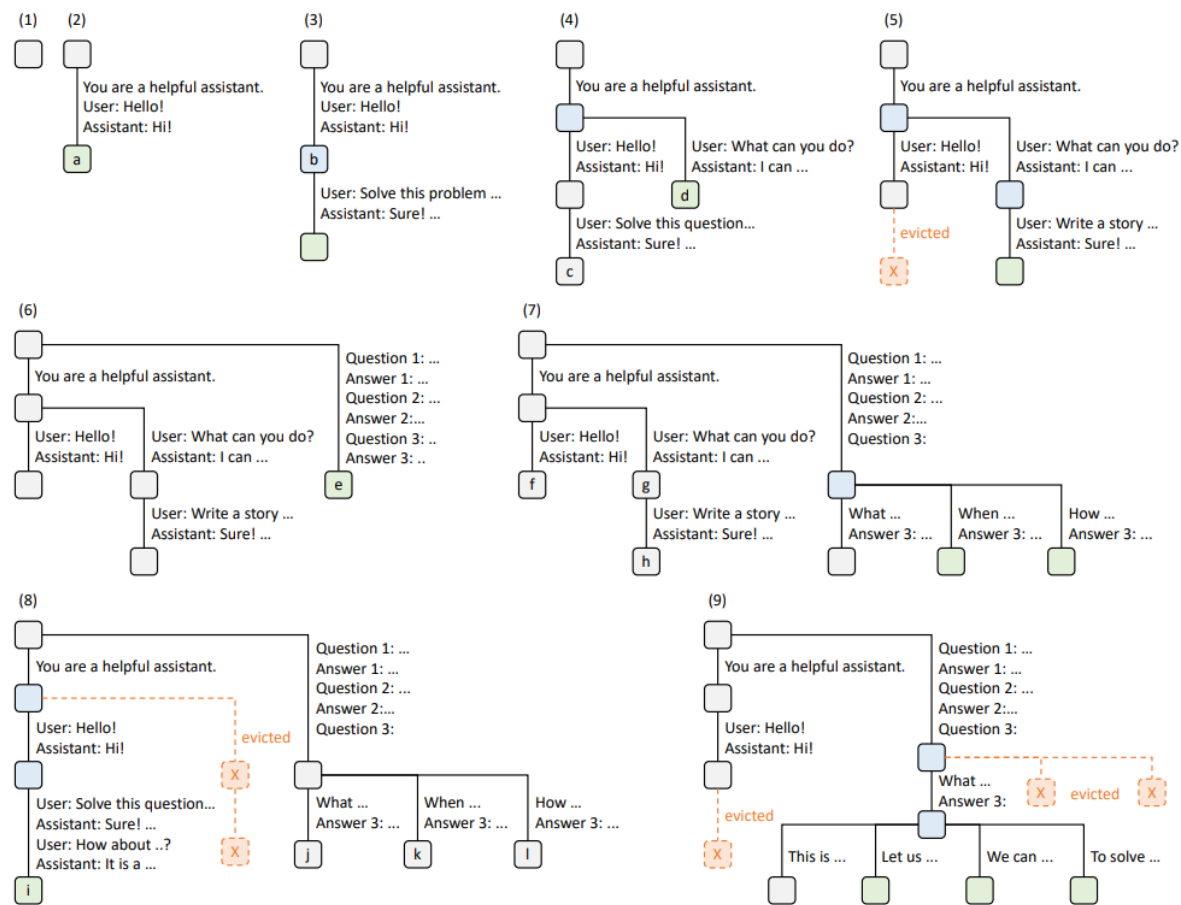 (1)
(2)
You are a helpful assistant.
User: Hello!
Assistant: Hi!
a
(3)
You are a helpful assistant.
User: Hello!
Assistant: Hi!
b
User: Solve this problem ...
Assistant: Sure! ...
(4)
You are a helpful assistant.
User: Hello!
Assistant: Hi!
User: What can you do?
Assistant: I can ...
d
User: Solve this question...
Assistant: Sure! ...
c
(5)
You are a helpful assistant.
User: Hello!
Assistant: Hi!
User: What can you do?
Assistant: I can ...
evicted
X
User: Write a story ...
Assistant: Sure! ...
(6)
You are a helpful assistant.
User: Hello!
Assistant: Hi!
User: What can you do?
Assistant: I can ...
User: Write a story ...
Assistant: Sure! ...
Question 1: ...
Answer 1: ...
Question 2: ...
Answer 2:...
Question 3: ..
Answer 3: ..
e
(7)
You are a helpful assistant.
User: Hello!
Assistant: Hi!
f
User: What can you do?
Assistant: I can ...
g
User: Write a story ...
Assistant: Sure! ...
h
Question 1: ...
Answer 1: ...
Question 2: ...
Answer 2:...
Question 3:
What ...
Answer 3: ...
When ...
Answer 3: ...
How ...
Answer 3: ...
(8)
You are a helpful assistant.
User: Hello!
Assistant: Hi!
evicted
X
X
User: Solve this question...
Assistant: Sure! ...
User: How about ..?
Assistant: It is a ...
i
Question 1: ...
Answer 1: ...
Question 2: ...
Answer 2:...
Question 3:
What ...
Answer 3: ...
j
When ...
Answer 3: ...
k
How ...
Answer 3: ...
l
(9)
You are a helpful assistant.
User: Hello!
Assistant: Hi!
evicted
X
Question 1: ...
Answer 1: ...
Question 2: ...
Answer 2:...
Question 3:
What ...
Answer 3:
X
evicted
X
This is ...
Let us ...
We can ...
To solve ...